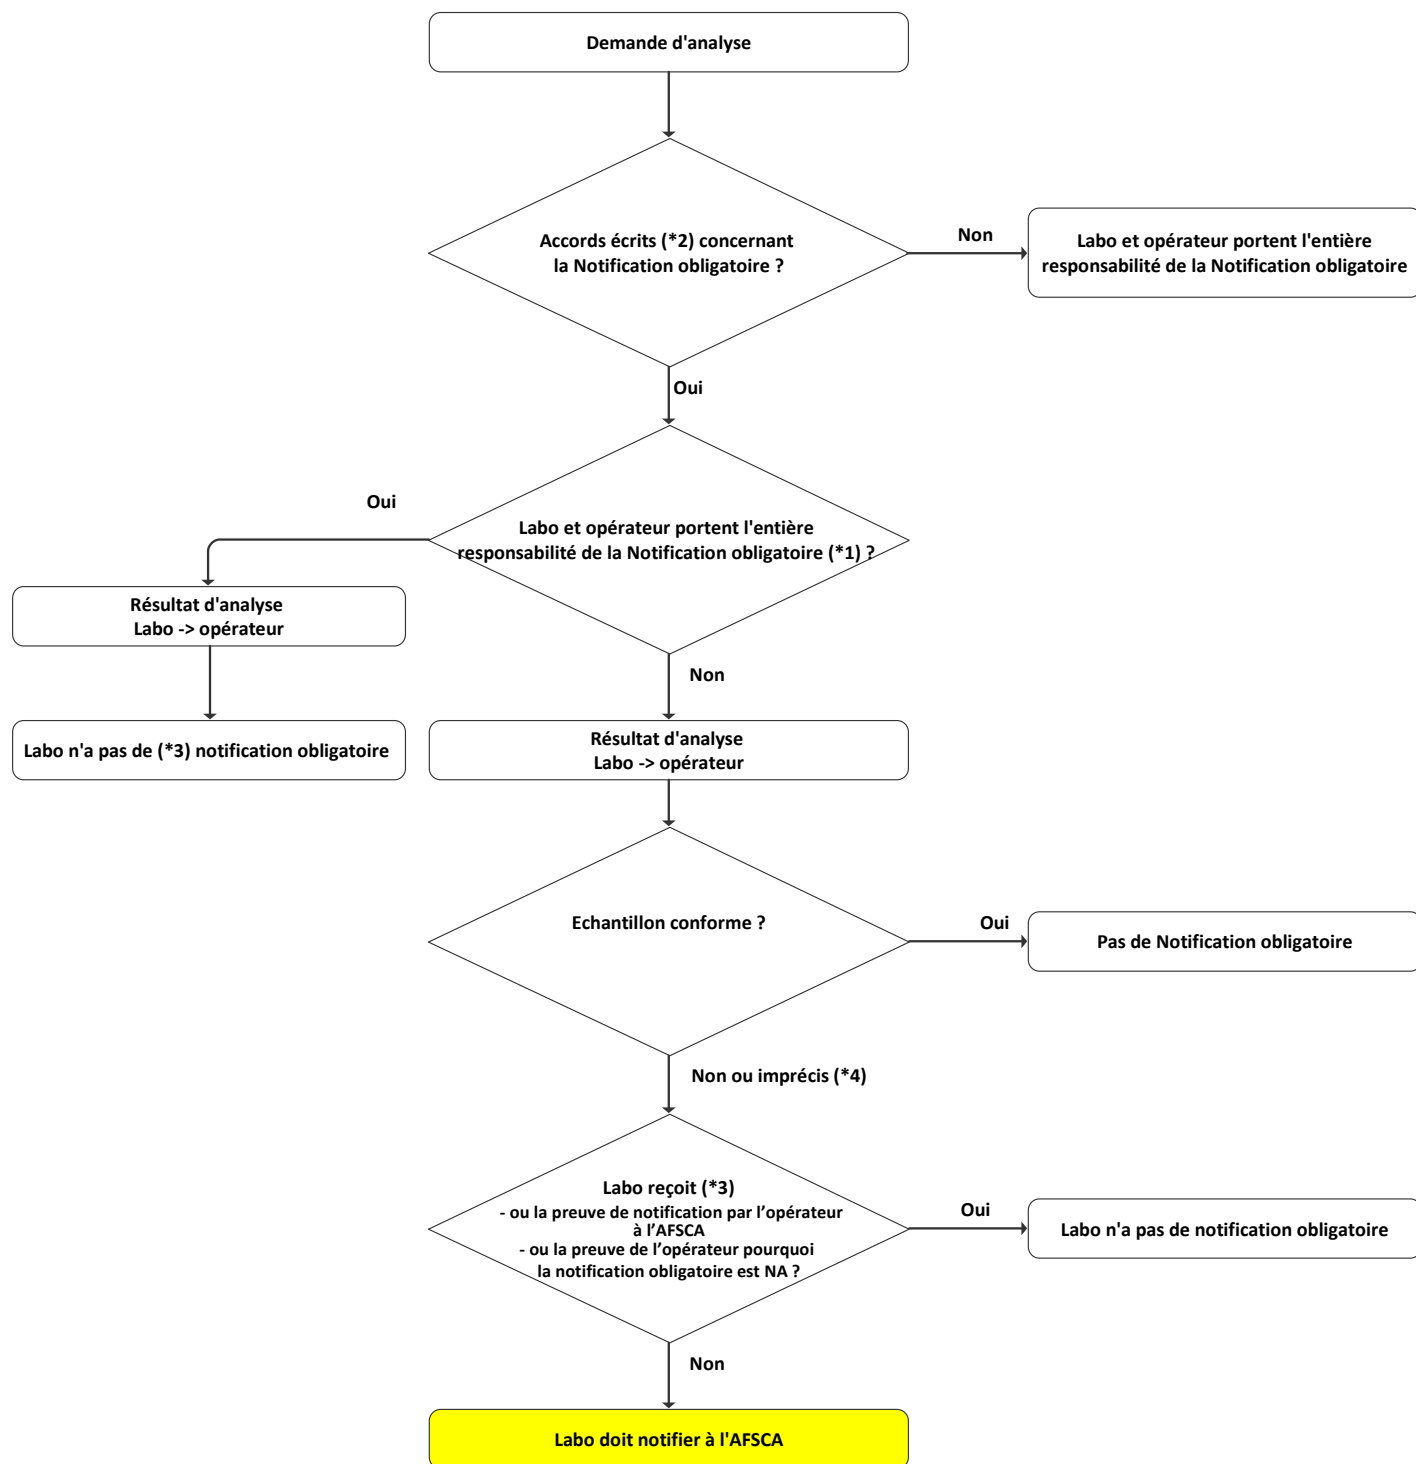 Demande d'analyse
Accords écrits (*2) concernant
la Notification obligatoire ?
Non
Labo et opérateur portent l'entière
responsabilité de la Notification obligatoire
Oui
Oui
Labo et opérateur portent l'entière
responsabilité de la Notification obligatoire (*1) ?
Résultat d'analyse
Labo -> opérateur
Non
Labo n'a pas de (*3) notification obligatoire
Résultat d'analyse
Labo -> opérateur
Echantillon conforme ?
Oui
Pas de Notification obligatoire
Non ou imprécis (*4)
Labo reçoit (*3)
- ou la preuve de notification par l’opérateur
à l’AFSCA
- ou la preuve de l’opérateur pourquoi
la notification obligatoire est NA ?
Oui
Labo n'a pas de notification obligatoire
Non
Labo doit notifier à l'AFSCA